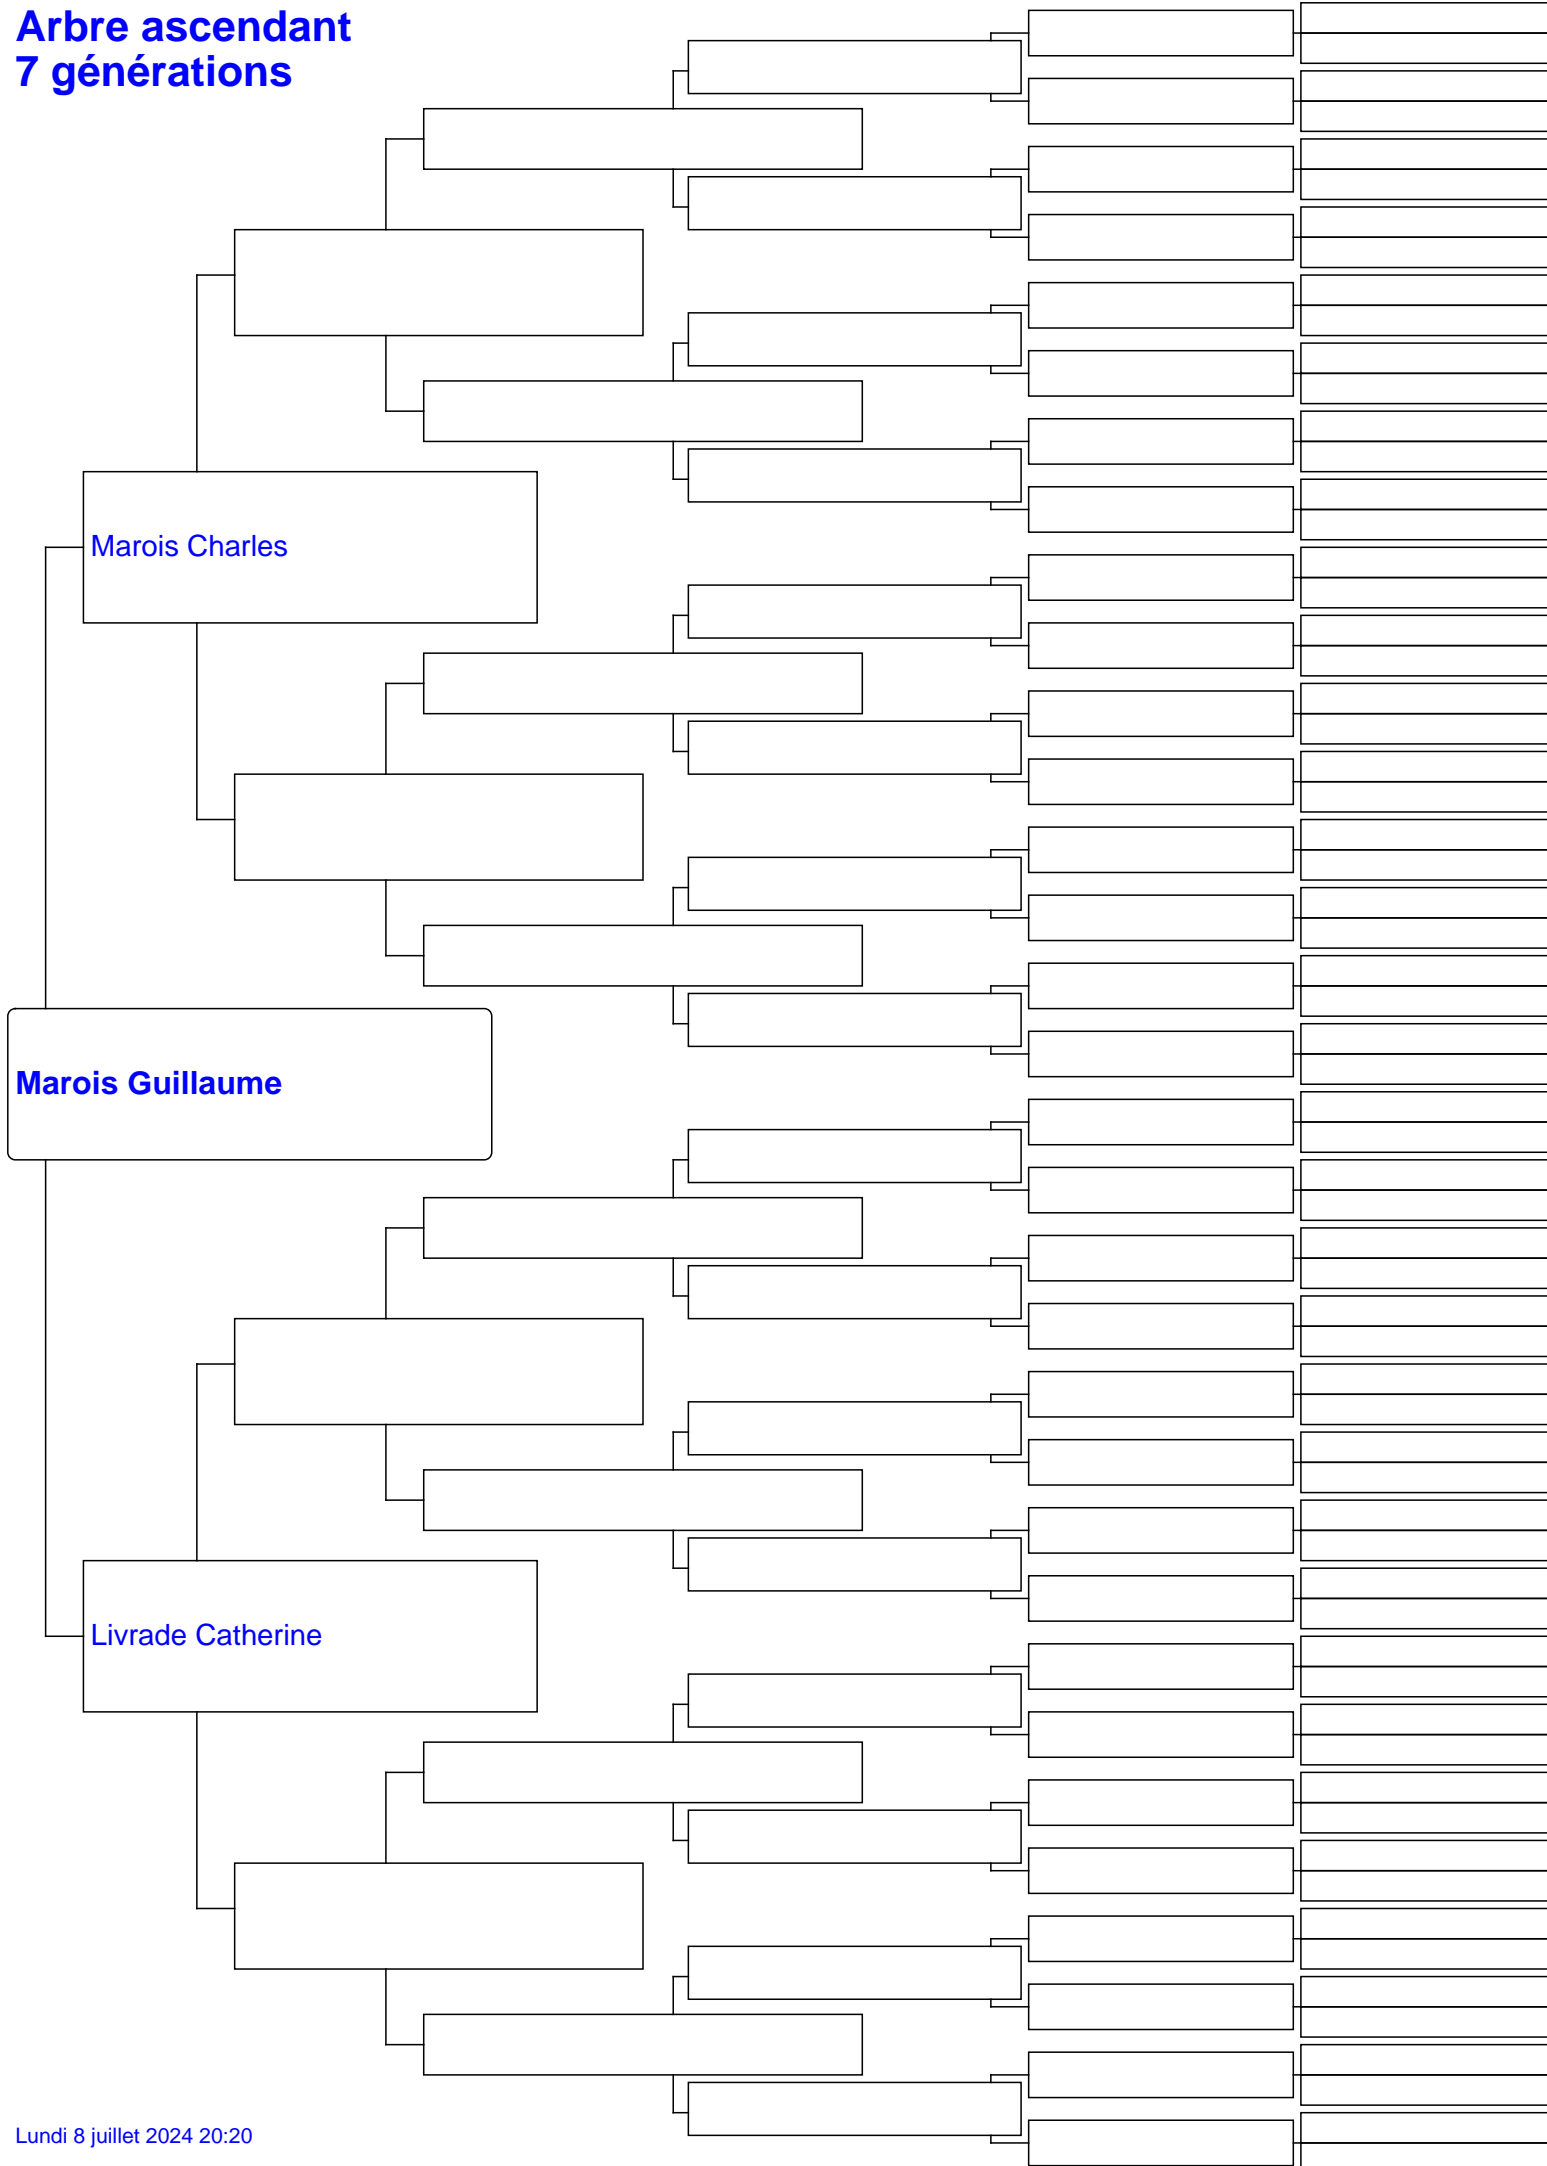 Arbre ascendant
7 générations
Marois Charles
Marois Guillaume
Livrade Catherine
Lundi 8 juillet 2024 20:20